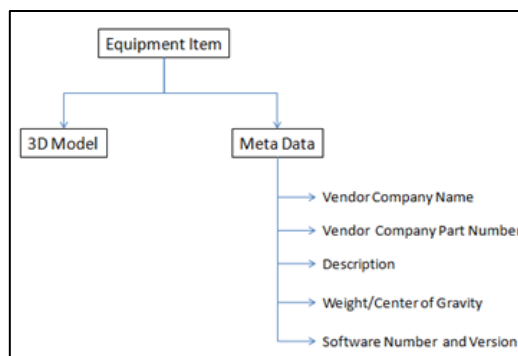 Equipment Item
3D Model
Meta Data
Vendor Company Name
Vendor Company Part Number
Description
Weight/Center of Gravity
Software Number and Version